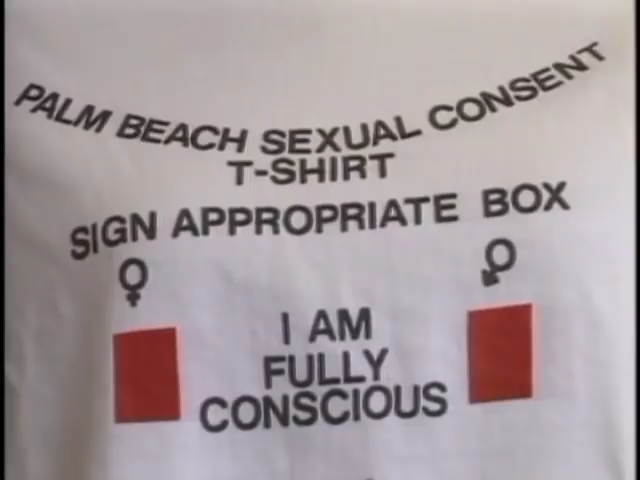 PALM BEACH SEXUAL CONSENT
T-SHIRT
SIGN APPROPRIATE BOX
I AM
FULLY
CONSCIOUS